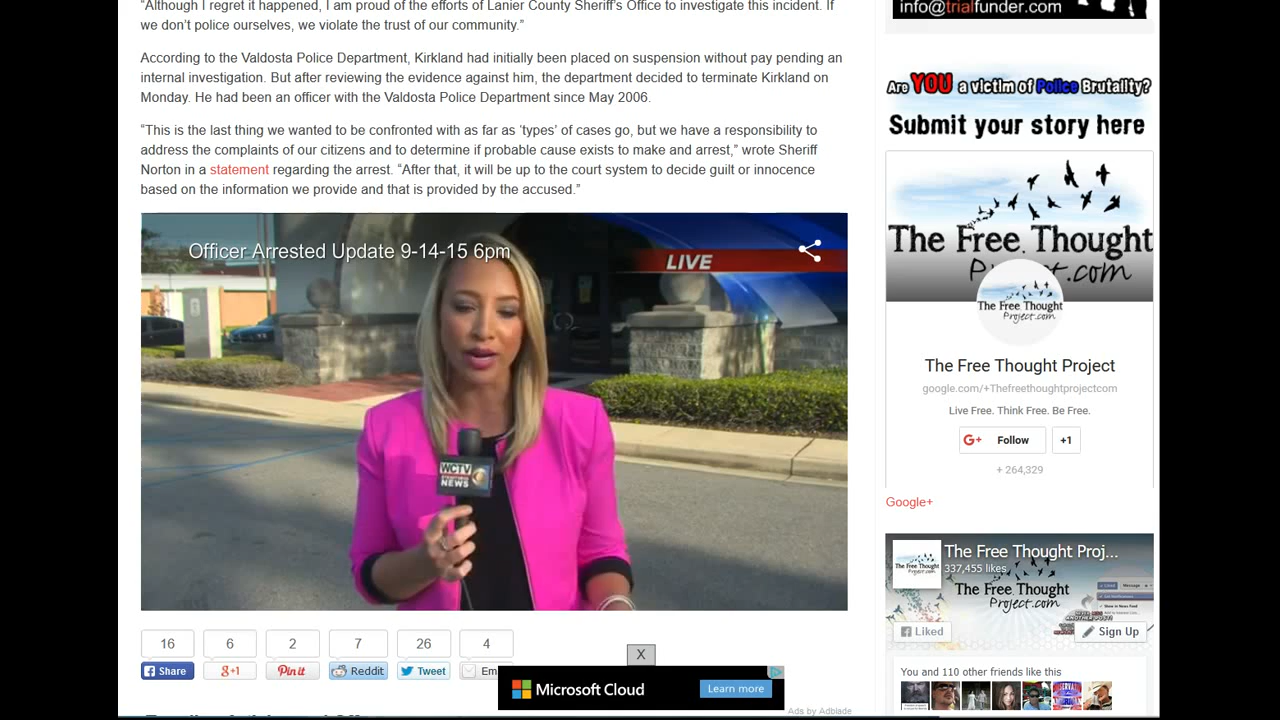 “Although I regret it happened, I am proud of the efforts of Lanier County Sheriff’s Office to investigate this incident. If
we don’t police ourselves, we violate the trust of our community.”
According to the Valdosta Police Department, Kirkland had initially been placed on suspension without pay pending an
internal investigation. But after reviewing the evidence against him, the department decided to terminate Kirkland on
Monday. He had been an officer with the Valdosta Police Department since May 2006.
“This is the last thing we wanted to be confronted with as far as ‘types’ of cases go, but we have a responsibility to
address the complaints of our citizens and to determine if probable cause exists to make and arrest,” wrote Sheriff
Norton in a statement regarding the arrest. “After that, it will be up to the court system to decide guilt or innocence
based on the information we provide and that is provided by the accused.”
Officer Arrested Update 9-14-15 6pm
LIVE
WCTV
EYEWITNESS
NEWS
16
6
2
7
26
4
Share
+1
Pin it
Reddit
Tweet
Em
X
Microsoft Cloud
Learn more
Ads by Adblade
info@trialfunder.com
Are YOU a victim of Police Brutality?
Submit your story here
The Free Thought
Project.com
The Free Thought
Project.com
The Free Thought Project
google.com/+Thefreethoughtprojectcom
Live Free. Think Free. Be Free.
G+ Follow
+1
+ 264,329
Google+
The Free Thought Proj...
337,455 likes
The Free Thought
Project.com
Liked
Sign Up
You and 110 other friends like this